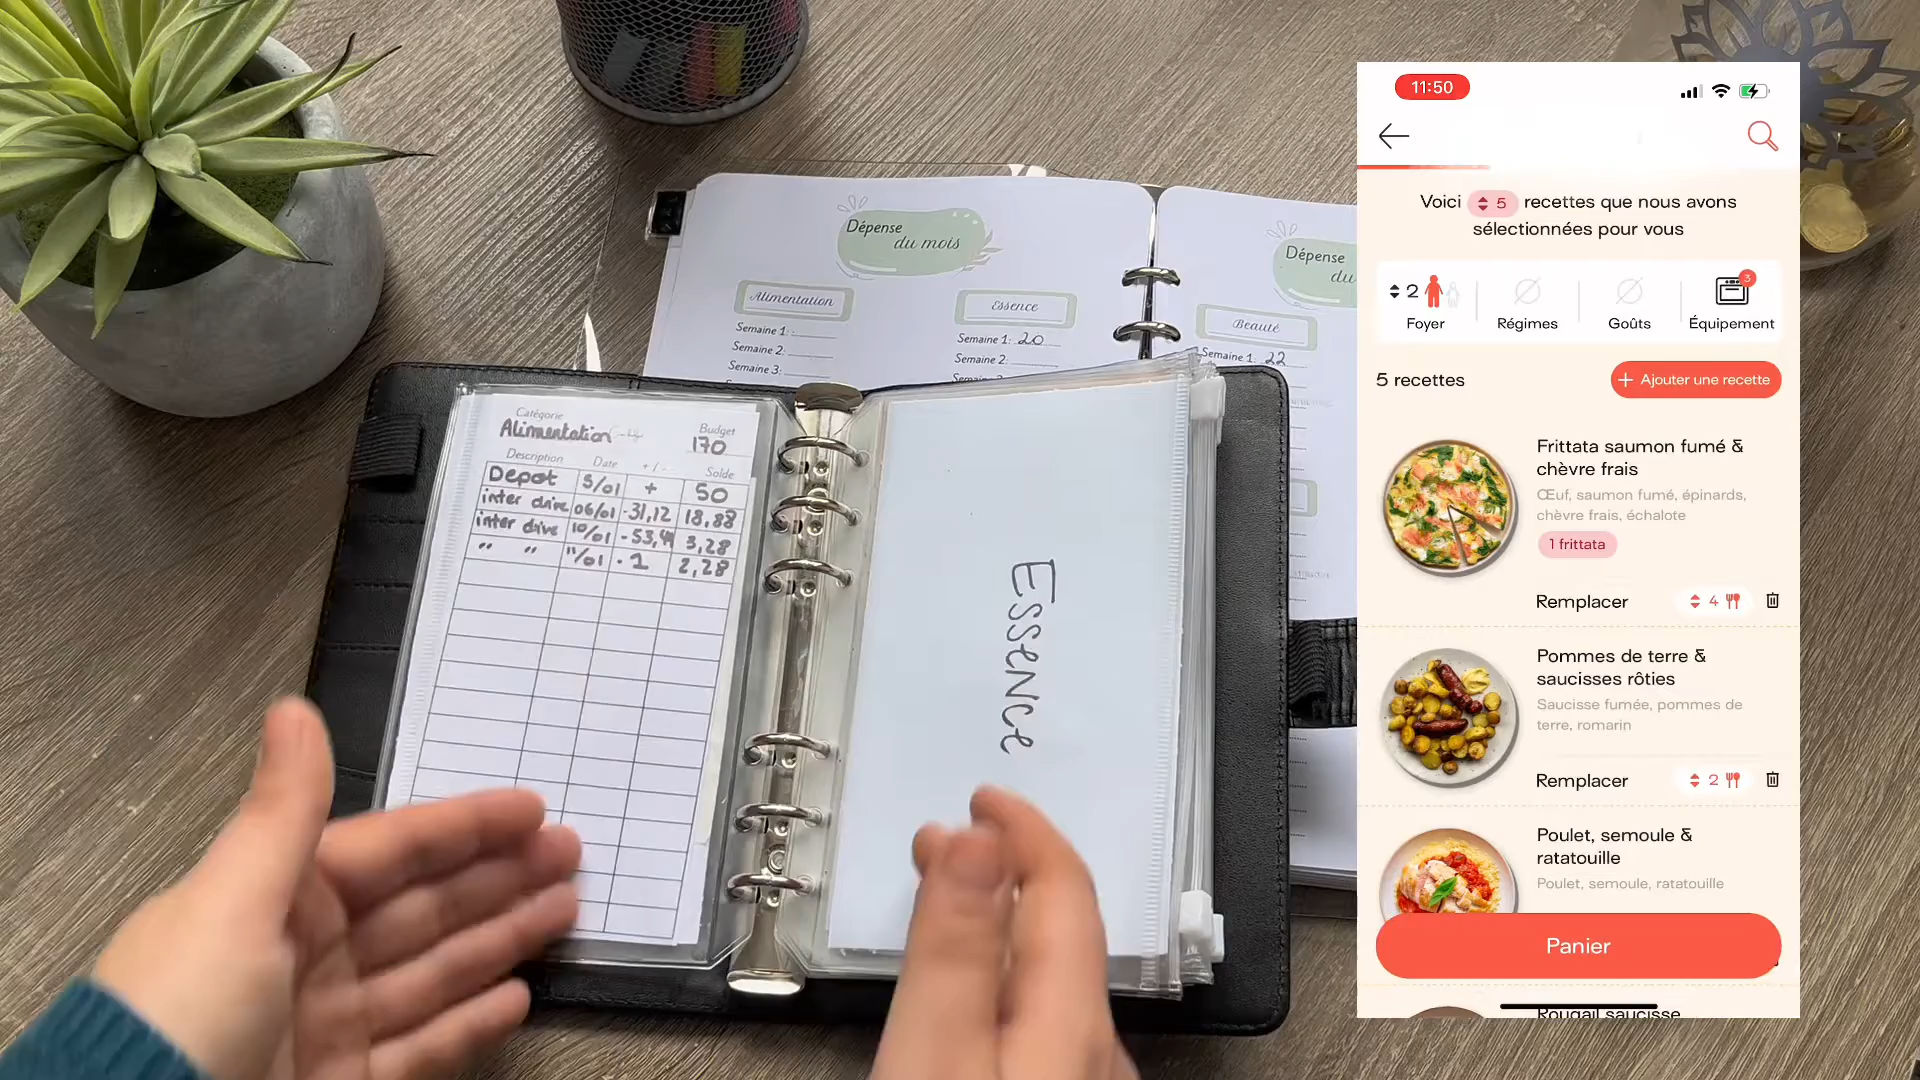 Dépense
du mois
Alimentation
Semaine 1:
Semaine 2:
Semaine 3:
Essence
Semaine 1: 20
Semaine 2:
Dépense
du
Beauté
Semaine 1: 22
Catégorie
Alimentation
Budget
170
Description Date + / - Solde
Depot 5/01 + 50
inter drive 06/01 -31,12 18,88
inter drive 10/01 -53,4 3,28
" " 11/01 - 1 2,28
Essence
11:50
Voici 5 recettes que nous avons
sélectionnées pour vous
2
3
Foyer Régimes Goûts Équipement
5 recettes
+ Ajouter une recette
Frittata saumon fumé &
chèvre frais
Œuf, saumon fumé, épinards,
chèvre frais, échalote
1 frittata
Remplacer 4
Pommes de terre &
saucisses rôties
Saucisse fumée, pommes de
terre, romarin
Remplacer 2
Poulet, semoule &
ratatouille
Poulet, semoule, ratatouille
Panier
Rougail saucisse